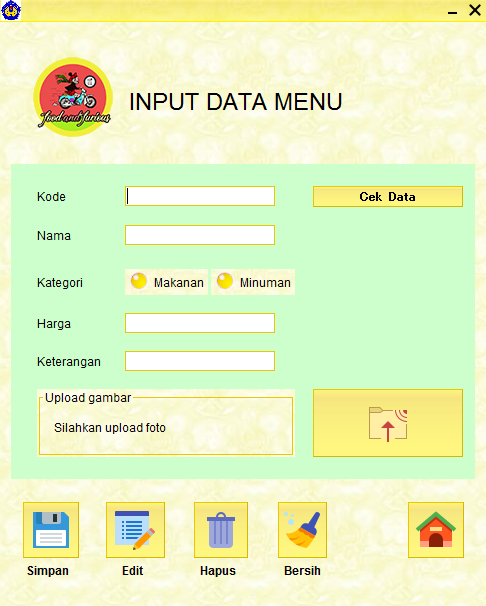 food and furious
INPUT DATA MENU
Kode
Cek Data
Nama
Kategori
Makanan
Minuman
Harga
Keterangan
Upload gambar
Silahkan upload foto
Simpan
Edit
Hapus
Bersih